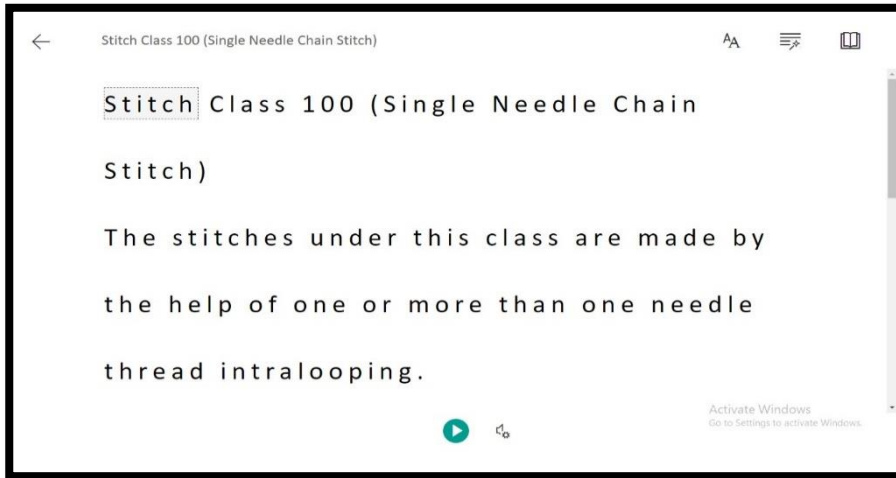 Stitch Class 100 (Single Needle Chain Stitch)
AA
Stitch Class 100 (Single Needle Chain
Stitch)
The stitches under this class are made by
the help of one or more than one needle
thread intralooping.
Activate Windows
Go to Settings to activate Windows.